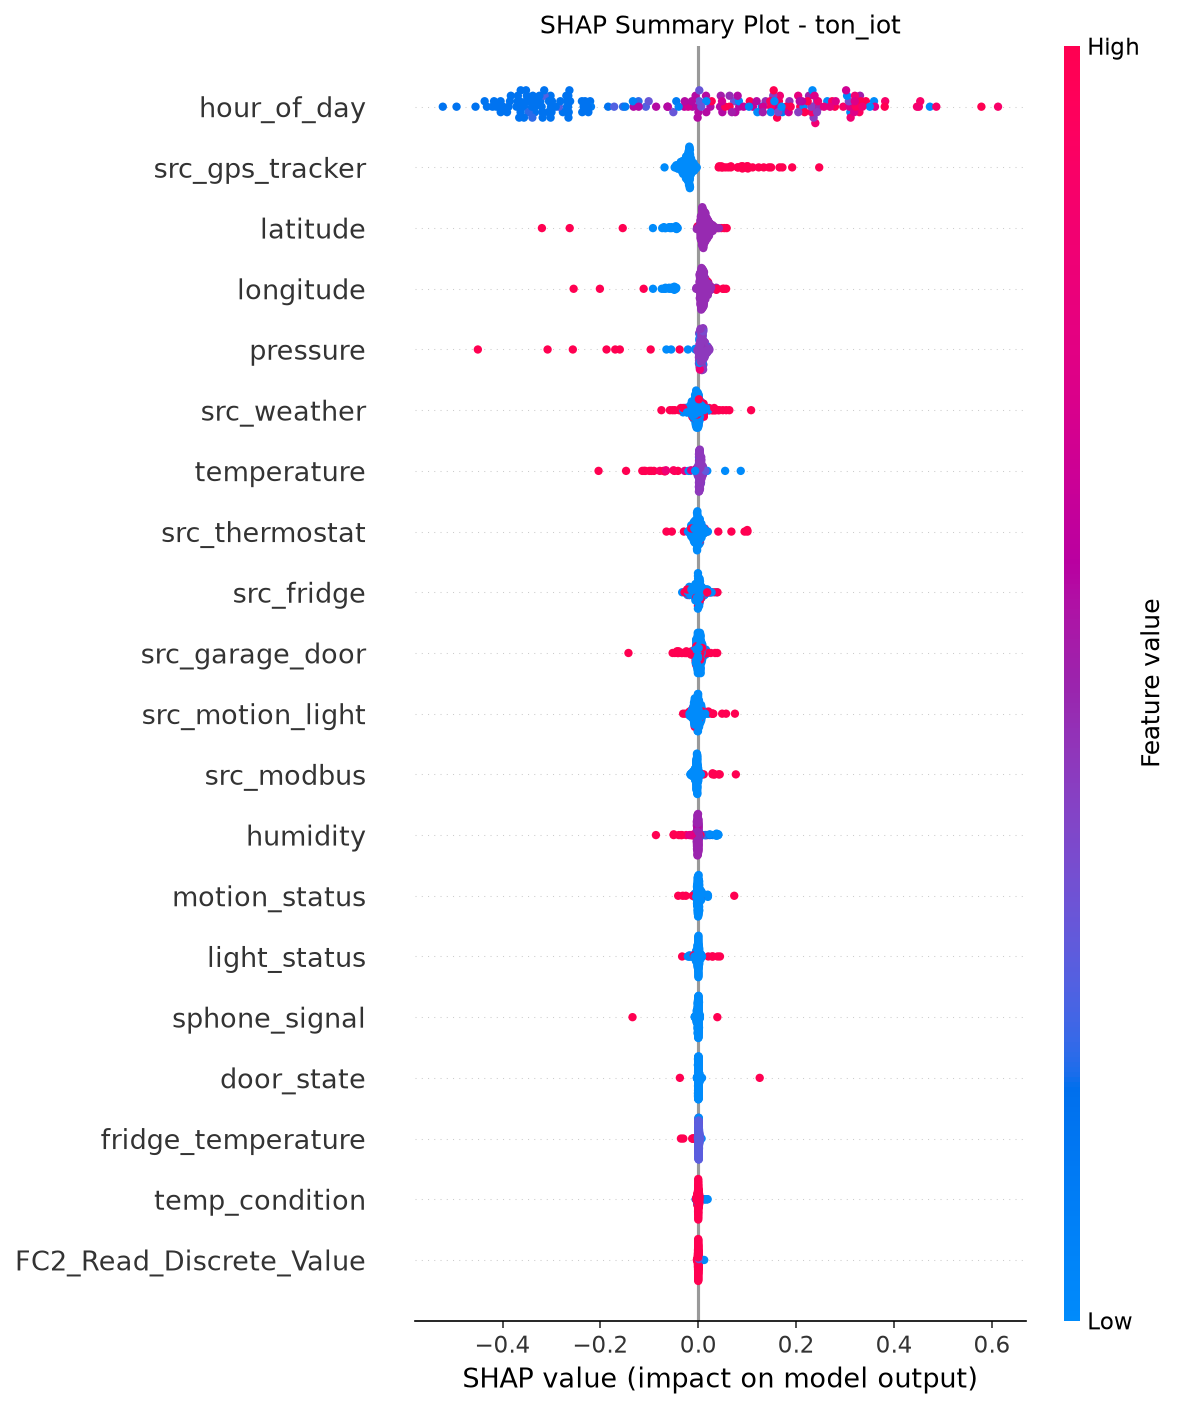 SHAP Summary Plot - ton_iot
High
hour_of_day
src_gps_tracker
latitude
longitude
pressure
src_weather
temperature
src_thermostat
src_fridge
src_garage_door
src_motion_light
src_modbus
humidity
motion_status
light_status
sphone_signal
door_state
fridge_temperature
temp_condition
FC2_Read_Discrete_Value
Feature value
Low
−0.4 −0.2 0.0 0.2 0.4 0.6
SHAP value (impact on model output)